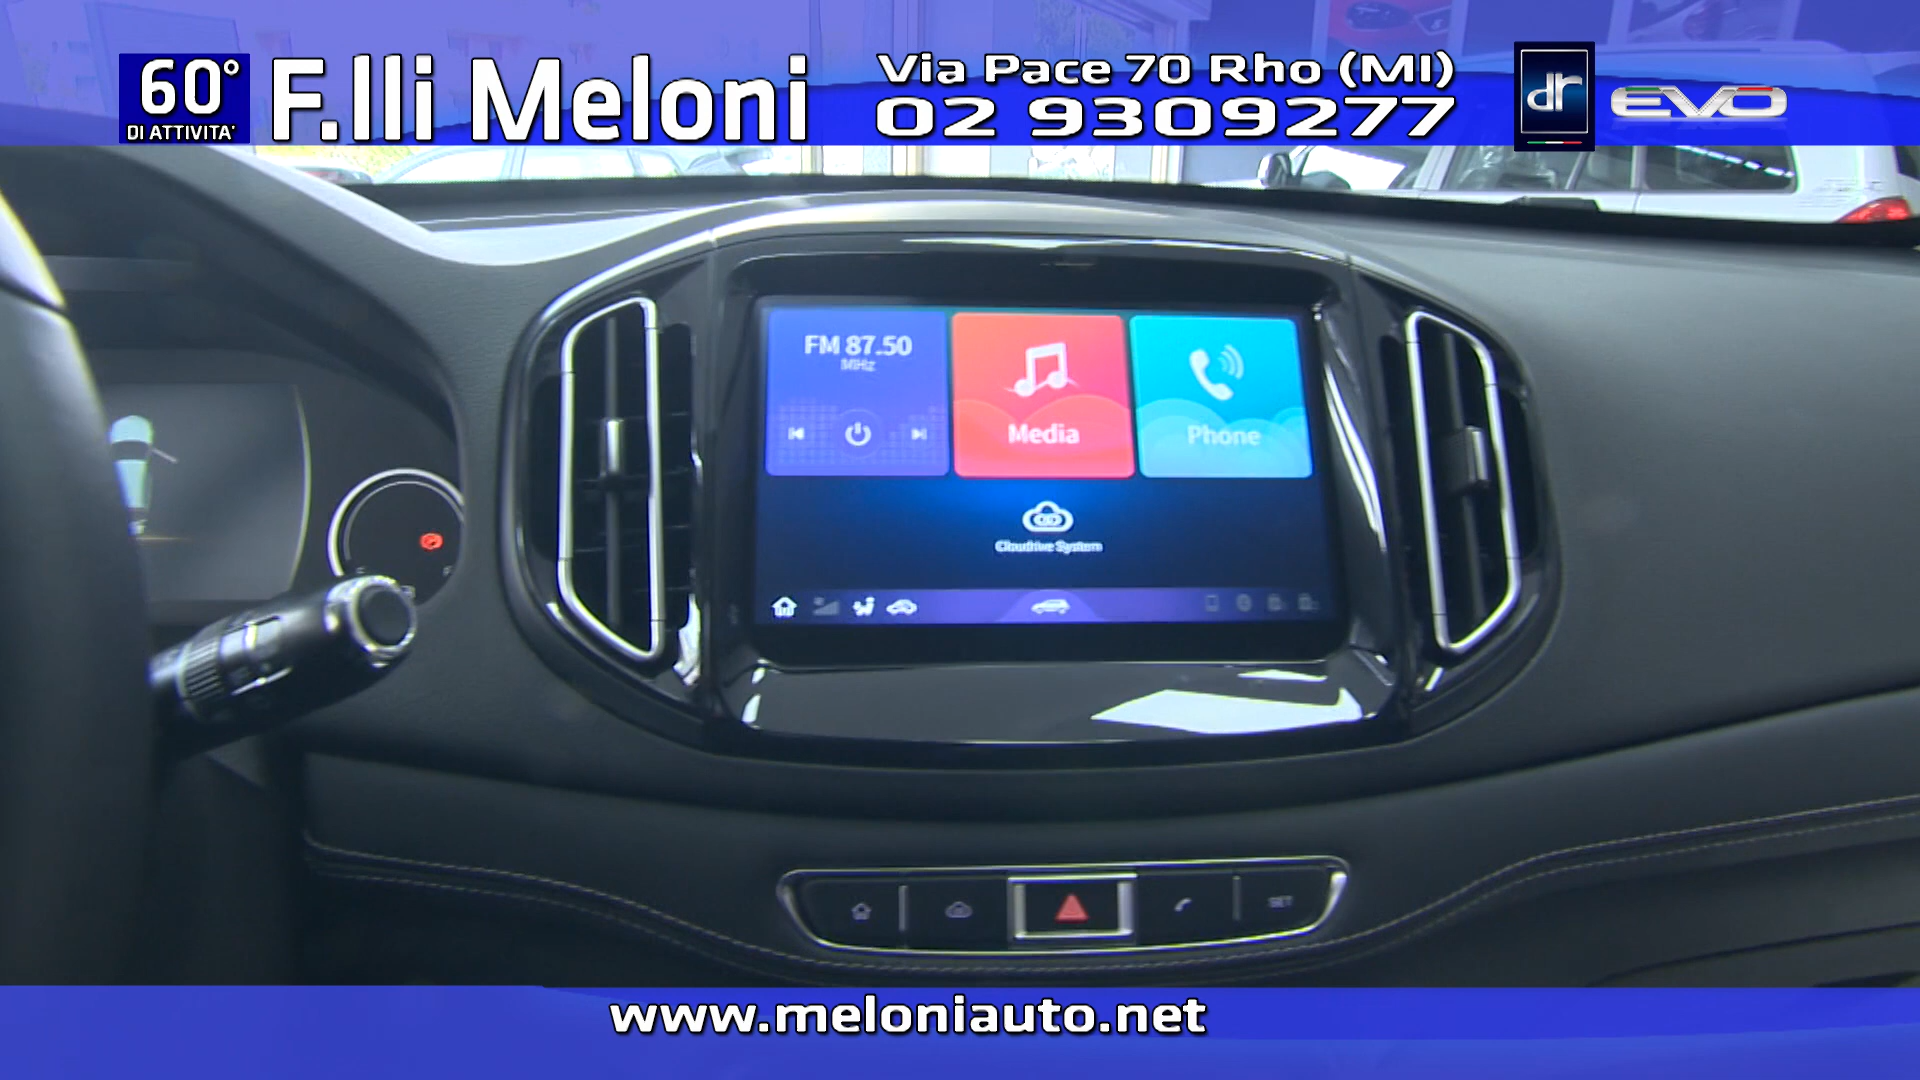 60°
DI ATTIVITA'
F.lli Meloni
Via Pace 70 Rho (MI)
02 9309277
dr
EVO
FM 87.50
MHz
Media
Phone
Cloudrive System
SET
www.meloniauto.net